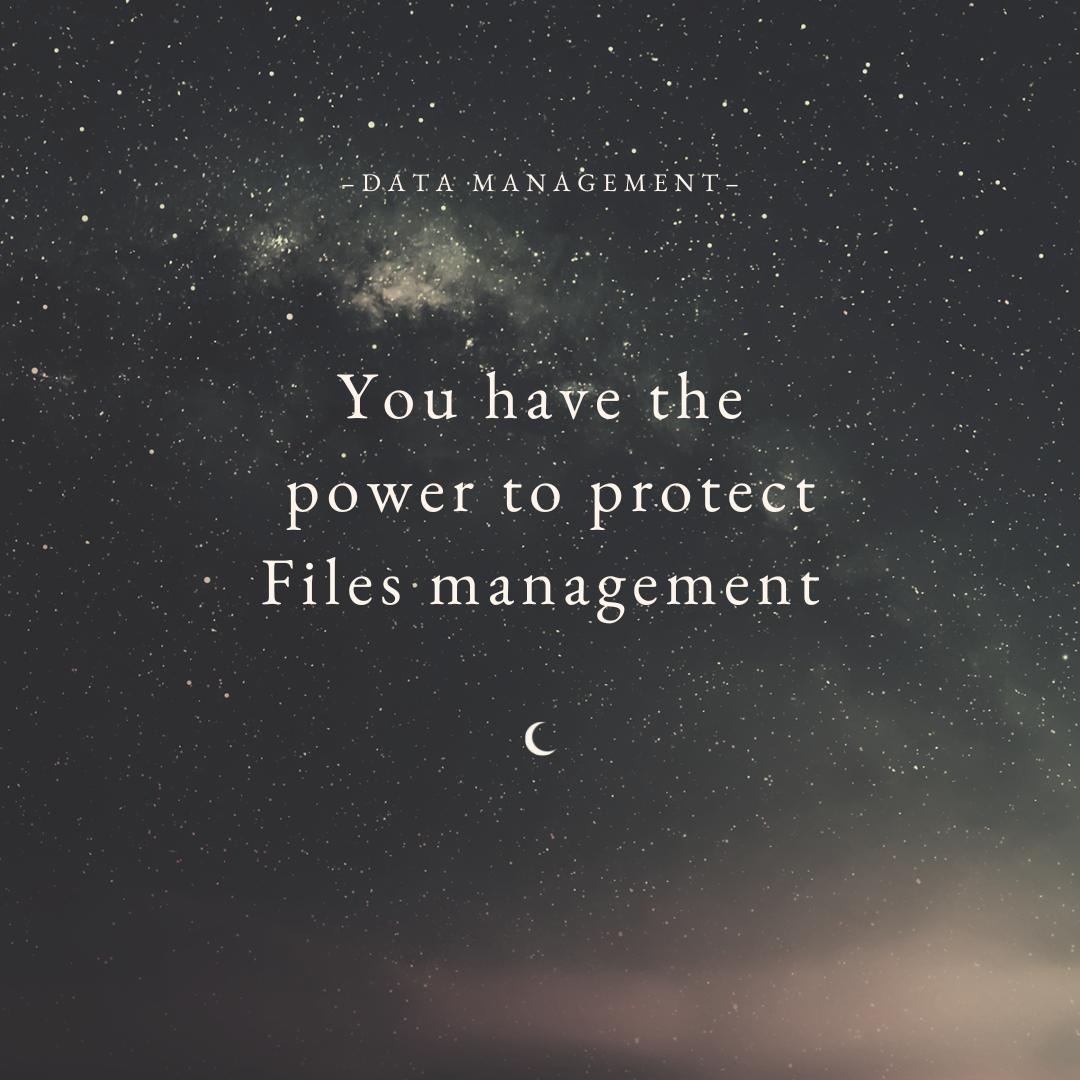 -DATA MANAGEMENT-
You have the
power to protect
Files management